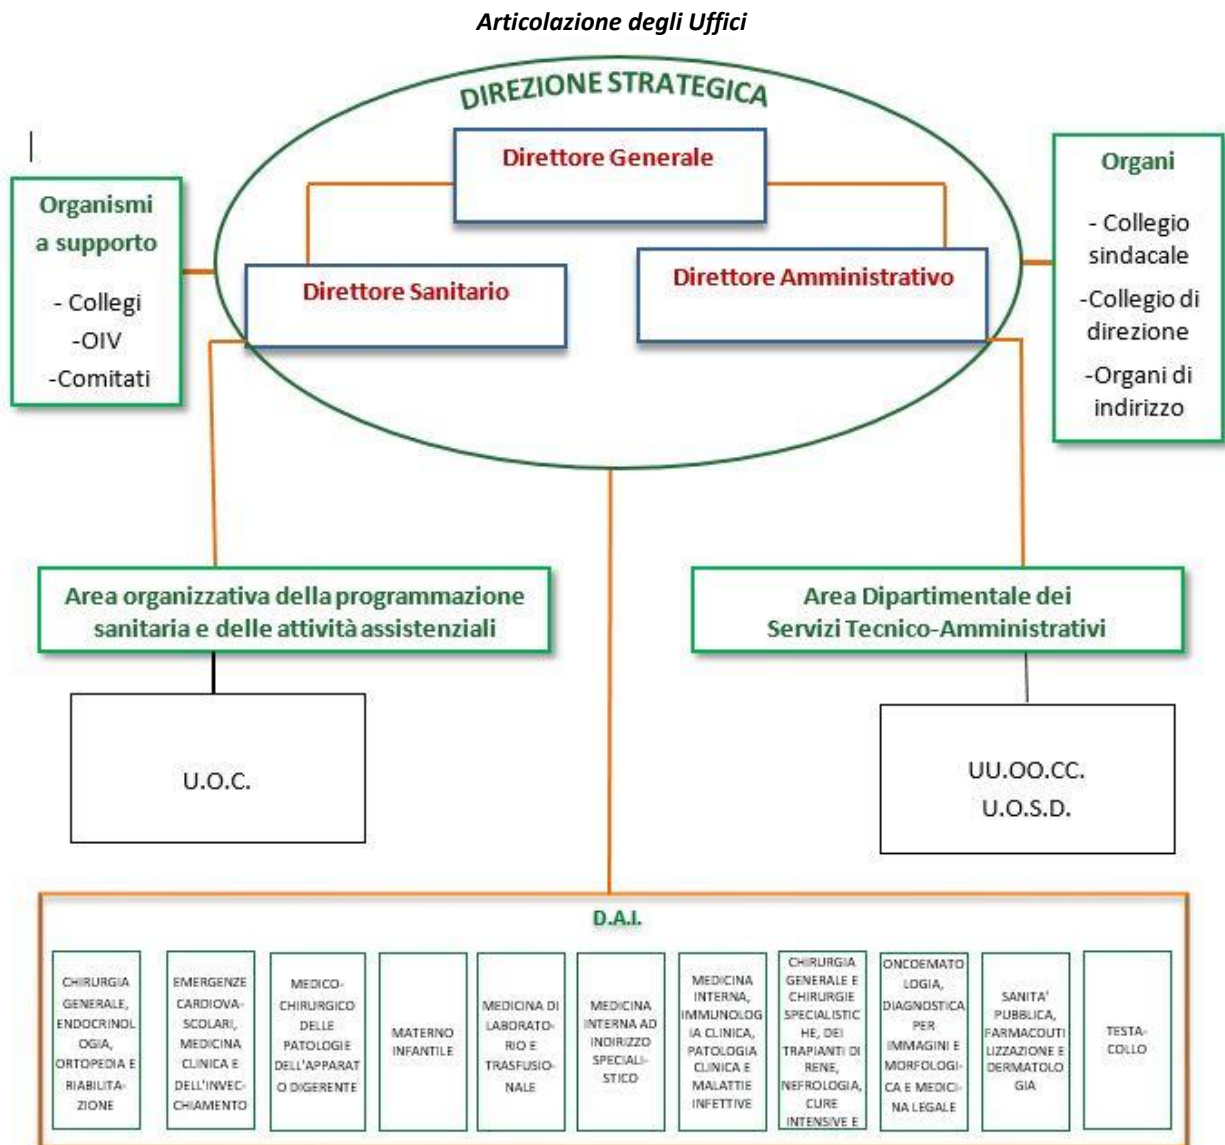 Articolazione degli Uffici
DIREZIONE STRATEGICA
Direttore Generale
Direttore Sanitario
Direttore Amministrativo
Organismi
a supporto
- Collegi
-OIV
-Comitati
Organi
- Collegio
sindacale
-Collegio di
direzione
-Organi di
indirizzo
Area organizzativa della programmazione
sanitaria e delle attività assistenziali
Area Dipartimentale dei
Servizi Tecnico-Amministrativi
U.O.C.
UU.OO.CC.
U.O.S.D.
D.A.I.
CHIRURGIA
GENERALE,
ENDOCRINOL
OGIA,
ORTOPEDIA E
RIABILITA-
ZIONE
EMERGENZE
CARDIOVA-
SCOLARI,
MEDICINA
CLINICA E
DELL'INVEC-
CHIAMENTO
MEDICO-
CHIRURGICO
DELLE
PATOLOGIE
DELL'APPARAT
O DIGERENTE
MATERNO
INFANTILE
MEDICINA DI
LABORATO-
RIO E
TRASFUSIO-
NALE
MEDICINA
INTERNA AD
INDIRIZZO
SPECIALI-
STICO
MEDICINA
INTERNA,
IMMUNOLOG
IA CLINICA,
PATOLOGIA
CLINICA E
MALATTIE
INFETTIVE
CHIRURGIA
GENERALE E
CHIRURGIE
SPECIALISTIC
HE, DEI
TRAPIANTI DI
RENE,
NEFROLOGIA,
CURE
INTENSIVE E
ONCOEMATO
LOGIA,
DIAGNOSTICA
PER
IMMAGINI E
MORFOLOGI-
CA E MEDICI-
NA LEGALE
SANITA'
PUBBLICA,
FARMACOUTI
LIZZAZIONE E
DERMATOLO
GIA
TESTA-
COLLO